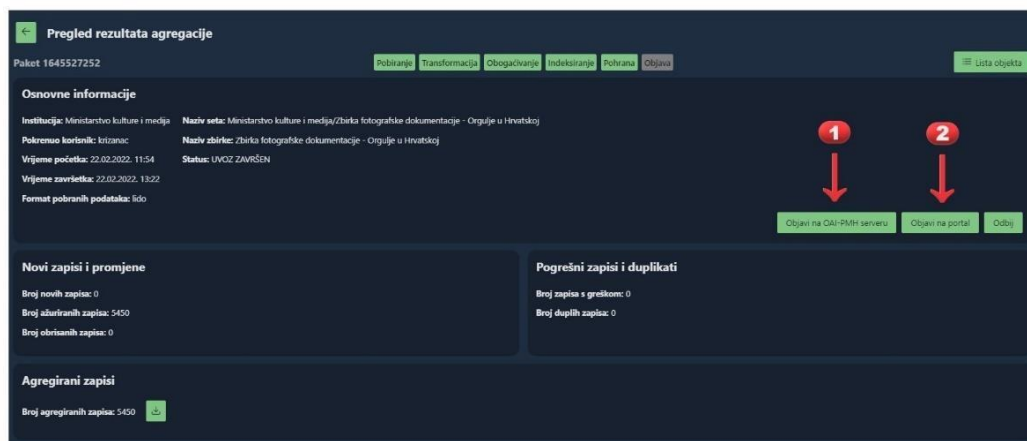 Pregled rezultata agregacije
Paket 1645527252
Pobiranje Transformacija Obogaćivanje Indeksiranje Pohrana Objava
Lista objekta
Osnovne informacije
Institucija: Ministarstvo kulture i medija
Naziv seta: Ministarstvo kulture i medija/Zbirka fotografske dokumentacije - Orgulje u Hrvatskoj
Pokrenuo korisnik: krizanac
Naziv zbirke: Zbirka fotografske dokumentacije - Orgulje u Hrvatskoj
Vrijeme početka: 22.02.2022. 11:54
Status: UVOZ ZAVRŠEN
Vrijeme završetka: 22.02.2022. 13:22
Format pobranih podataka: lido
1
2
Objavi na OAI-PMH serveru
Objavi na portal
Odbij
Novi zapisi i promjene
Broj novih zapisa: 0
Broj ažuriranih zapisa: 5450
Broj obrisanih zapisa: 0
Pogrešni zapisi i duplikati
Broj zapisa s greškom: 0
Broj duplih zapisa: 0
Agregirani zapisi
Broj agregiranih zapisa: 5450